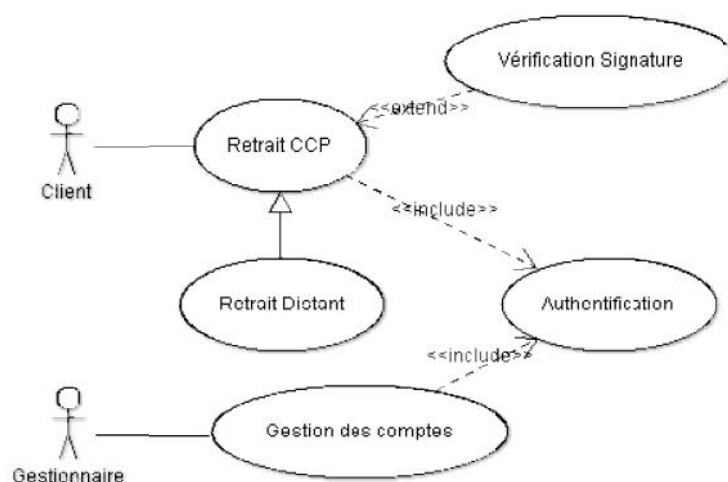 Vérification Signature
<<extend>>
Retrait CCP
Client
<<include>>
Retrait Distant
Authentification
<<include>>
Gestion des comptes
Gestionnaire